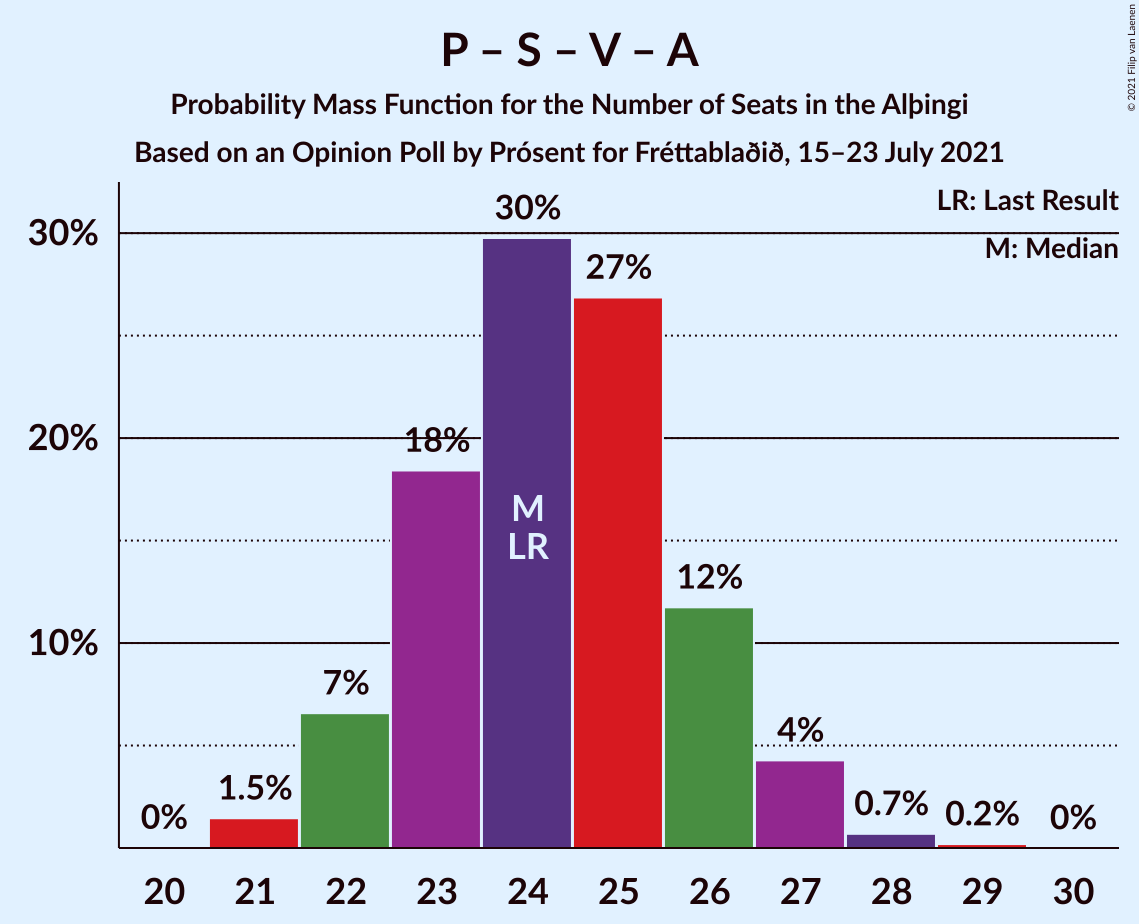 P – S – V – A
Probability Mass Function for the Number of Seats in the Alþingi
Based on an Opinion Poll by Prósent for Fréttablaðið, 15–23 July 2021
© 2021 Filip van Laenen
LR: Last Result
M: Median
30%
20%
10%
0%
1.5%
7%
18%
30%
27%
12%
4%
0.7%
0.2%
0%
M
LR
20 21 22 23 24 25 26 27 28 29 30